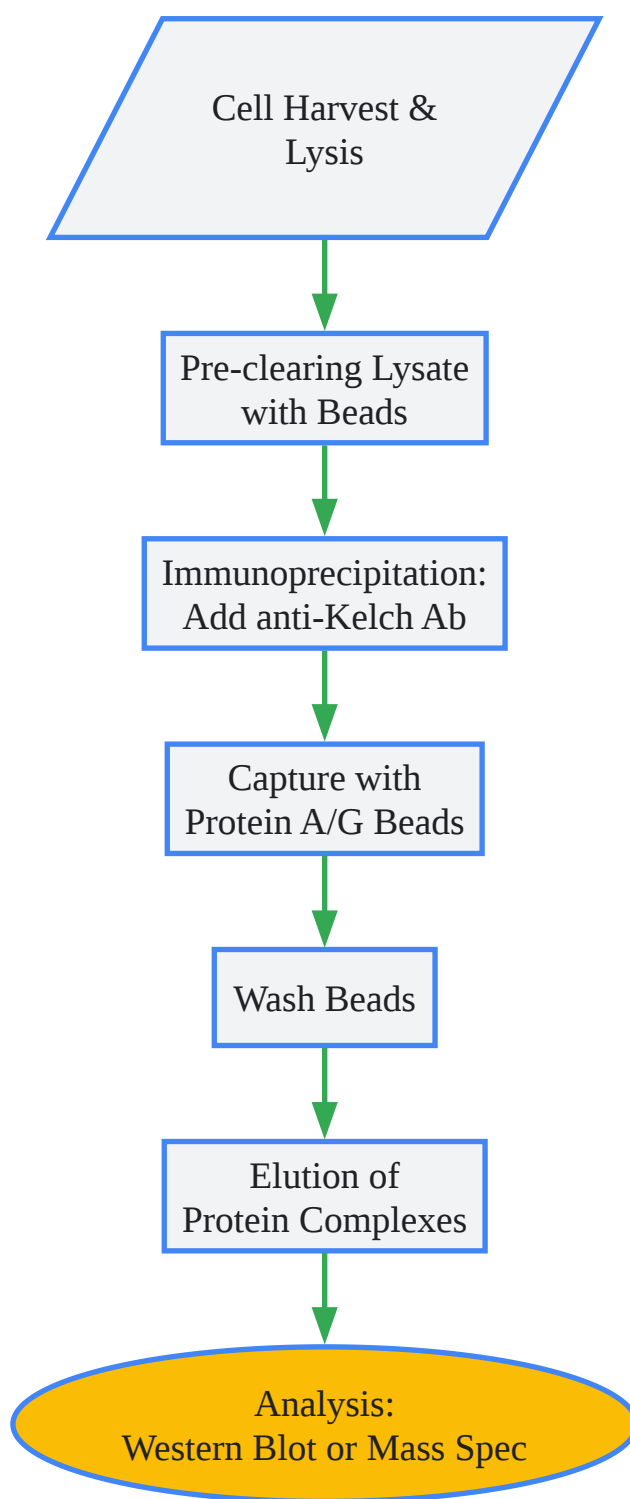 Cell Harvest &
Lysis
Pre-clearing Lysate
with Beads
Immunoprecipitation:
Add anti-Kelch Ab
Capture with
Protein A/G Beads
Wash Beads
Elution of
Protein Complexes
Analysis:
Western Blot or Mass Spec